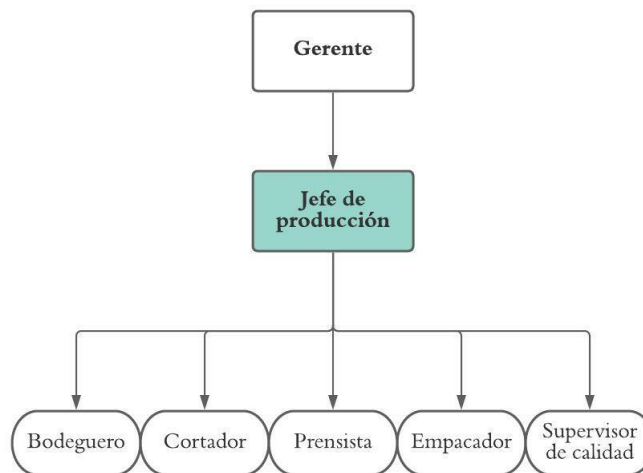 Gerente
Jefe de
producción
Bodeguero
Cortador
Prensista
Empacador
Supervisor
de calidad